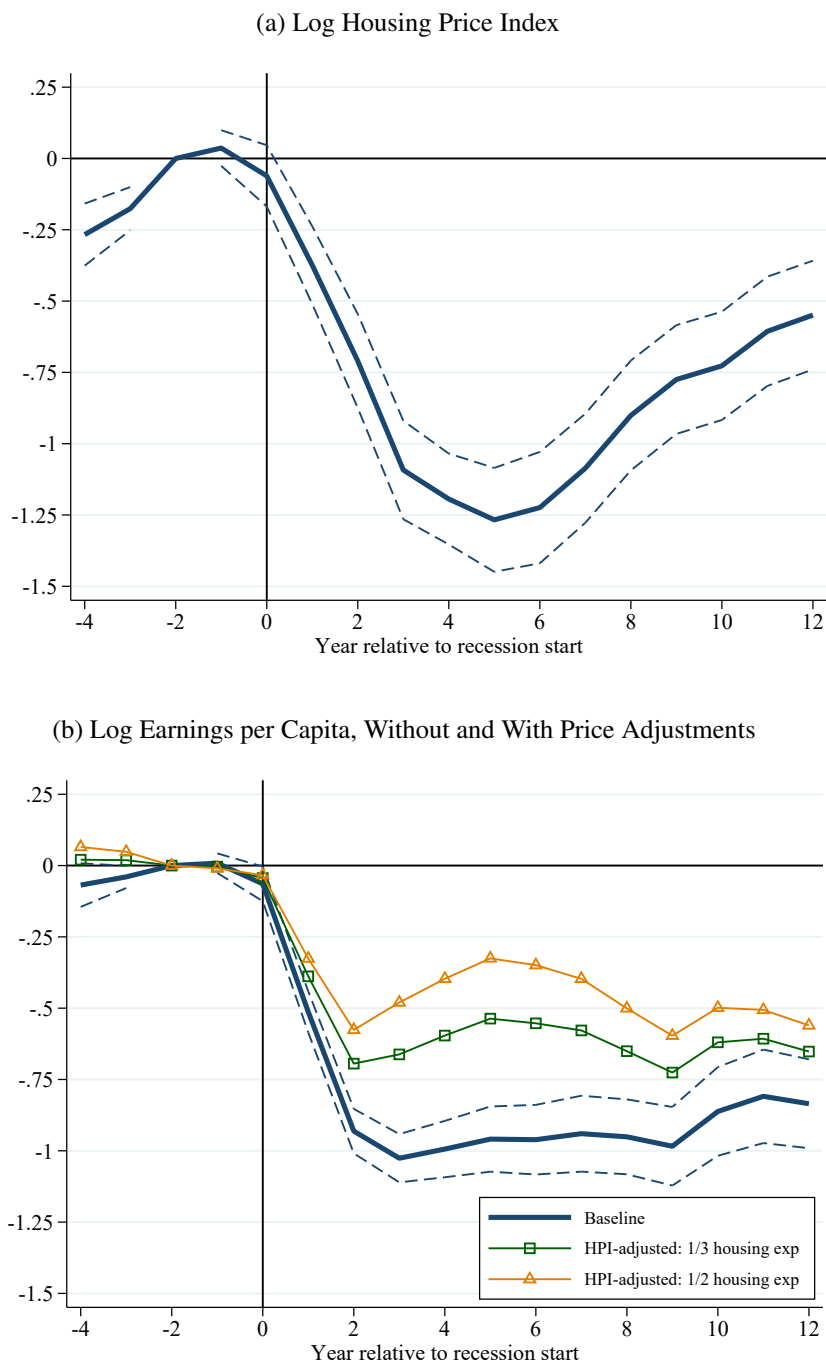 (a) Log Housing Price Index
.25
0
-.25
-.5
-.75
-1
-1.25
-1.5
-4 -2 0 2 4 6 8 10 12
Year relative to recession start
(b) Log Earnings per Capita, Without and With Price Adjustments
.25
0
-.25
-.5
-.75
-1
-1.25
-1.5
Baseline
HPI-adjusted: 1/3 housing exp
HPI-adjusted: 1/2 housing exp
-4 -2 0 2 4 6 8 10 12
Year relative to recession start